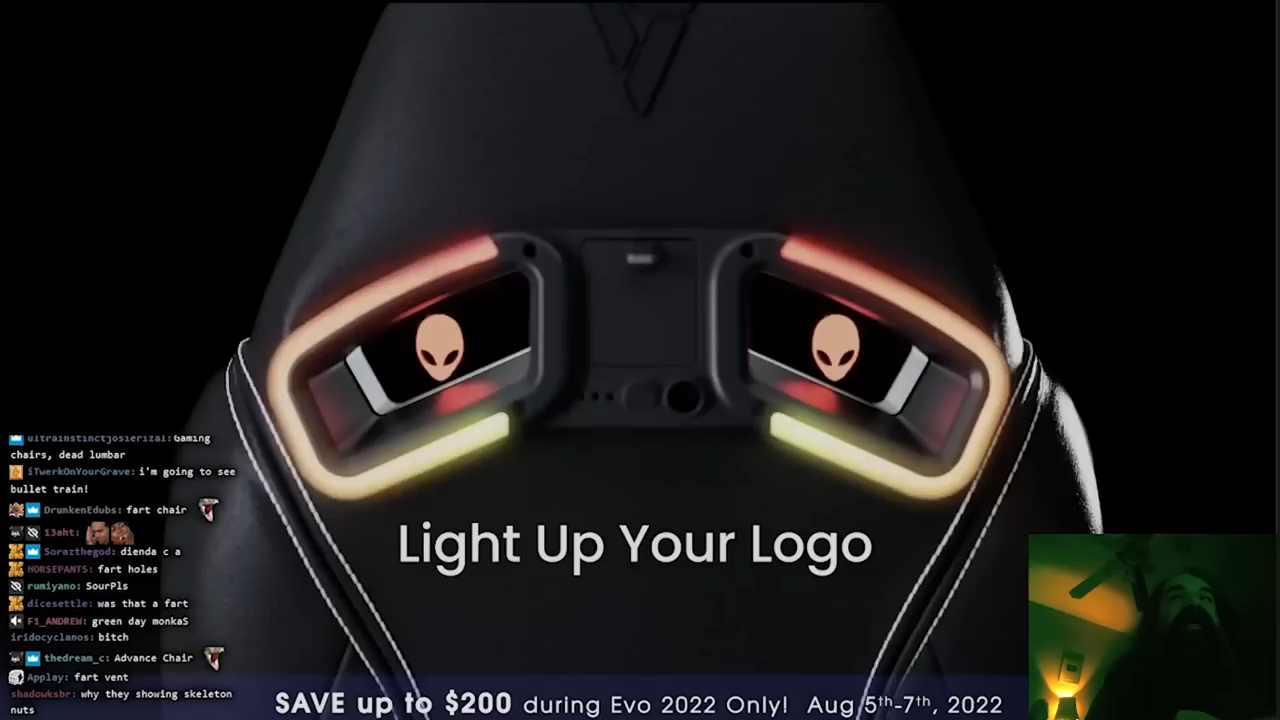 Light Up Your Logo
SAVE up to $200 during Evo 2022 Only! Aug 5th-7th, 2022
ultrainstinctjosierizal: Gaming
chairs, dead lumbar
iTwerkOnYourGrave: i'm going to see
bullet train!
DrunkenEdubs: fart chair
13aht:
Sorazthegod: dienda c a
HORSEPANTS: fart holes
rumiyano: SourPls
dicesettle: was that a fart
F1_ANDREW: green day monkaS
iridocyclanos: bitch
thedream_c: Advance Chair
Applay: fart vent
shadowksbr: why they showing skeleton
nuts